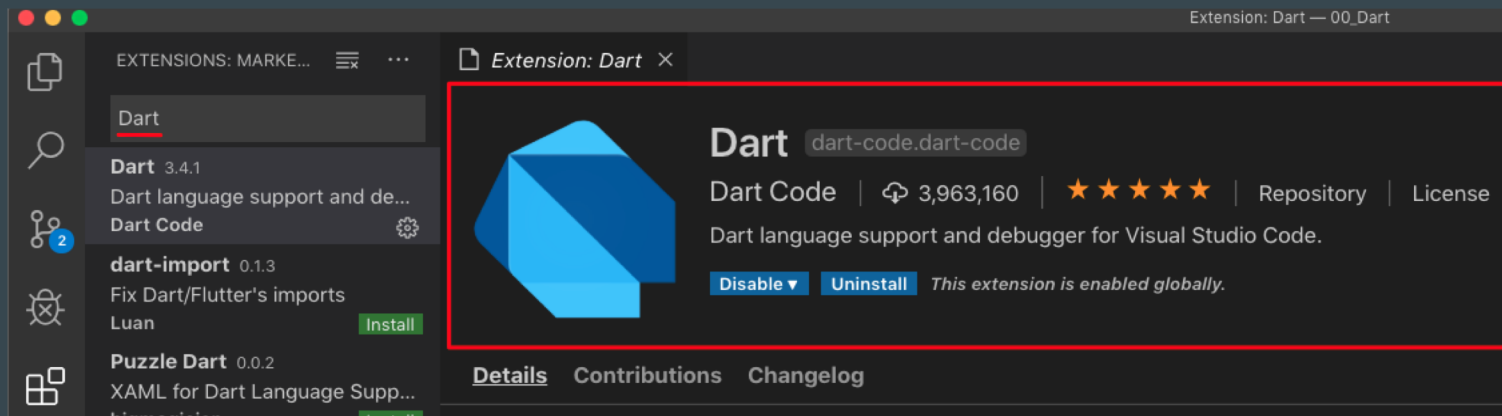 Extension: Dart — 00_Dart
EXTENSIONS: MARKE...
Extension: Dart
Dart
Dart 3.4.1
Dart language support and de...
Dart Code
2
dart-import 0.1.3
Fix Dart/Flutter's imports
Luan
Install
Puzzle Dart 0.0.2
XAML for Dart Language Supp...
Dart dart-code.dart-code
Dart Code 3,963,160 Repository License
Dart language support and debugger for Visual Studio Code.
Disable Uninstall This extension is enabled globally.
Details Contributions Changelog